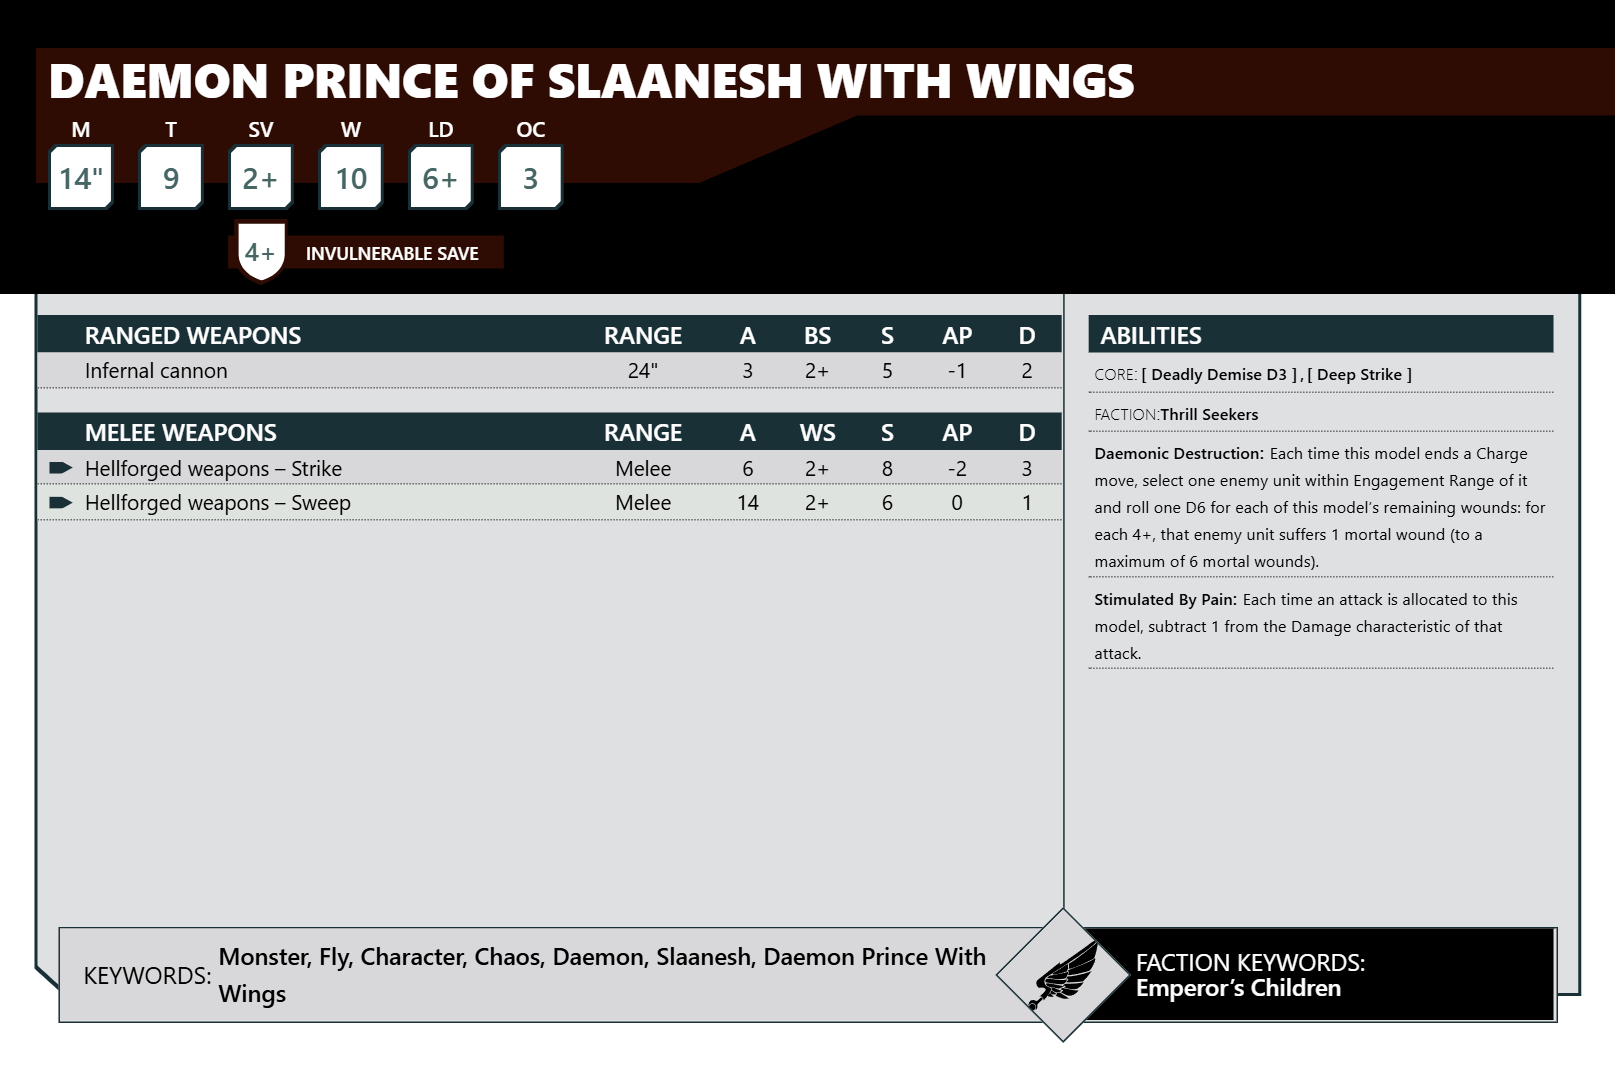 DAEMON PRINCE OF SLAANESH WITH WINGS
M T SV W LD OC
14" 9 2+ 10 6+ 3
4+ INVULNERABLE SAVE
RANGED WEAPONS RANGE A BS S AP D
Infernal cannon 24" 3 2+ 5 -1 2
MELEE WEAPONS RANGE A WS S AP D
Hellforged weapons – Strike Melee 6 2+ 8 -2 3
Hellforged weapons – Sweep Melee 14 2+ 6 0 1
ABILITIES
CORE: [ Deadly Demise D3 ] , [ Deep Strike ]
FACTION:Thrill Seekers
Daemonic Destruction: Each time this model ends a Charge
move, select one enemy unit within Engagement Range of it
and roll one D6 for each of this model’s remaining wounds: for
each 4+, that enemy unit suffers 1 mortal wound (to a
maximum of 6 mortal wounds).
Stimulated By Pain: Each time an attack is allocated to this
model, subtract 1 from the Damage characteristic of that
attack.
KEYWORDS: Monster, Fly, Character, Chaos, Daemon, Slaanesh, Daemon Prince With
Wings
FACTION KEYWORDS:
Emperor’s Children